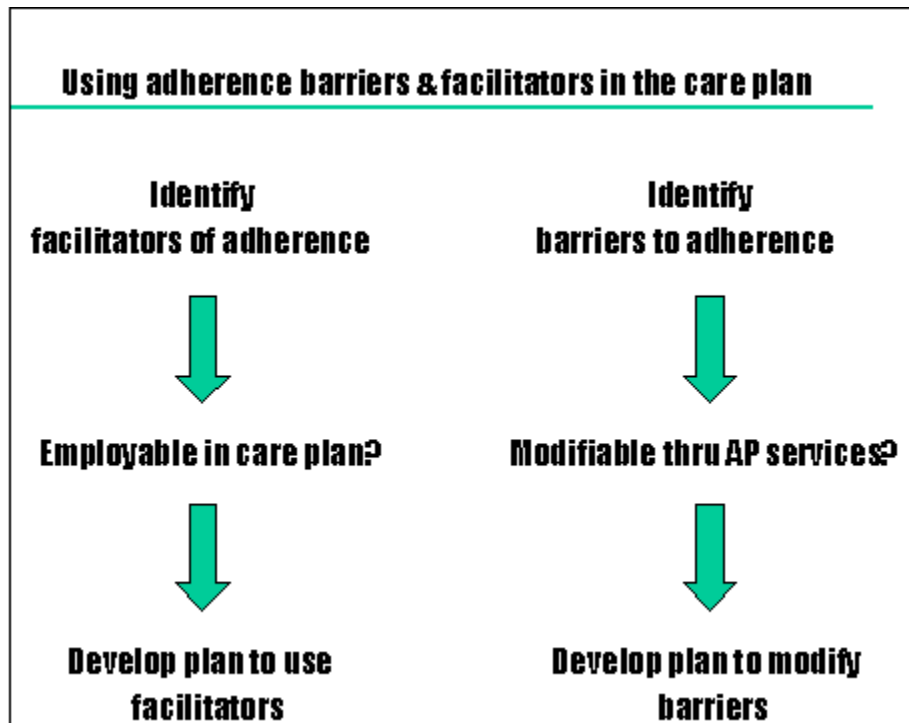 Using adherence barriers & facilitators in the care plan
Identify
facilitators of adherence
Employable in care plan?
Develop plan to use
facilitators
Identify
barriers to adherence
Modifiable thru AP services?
Develop plan to modify
barriers